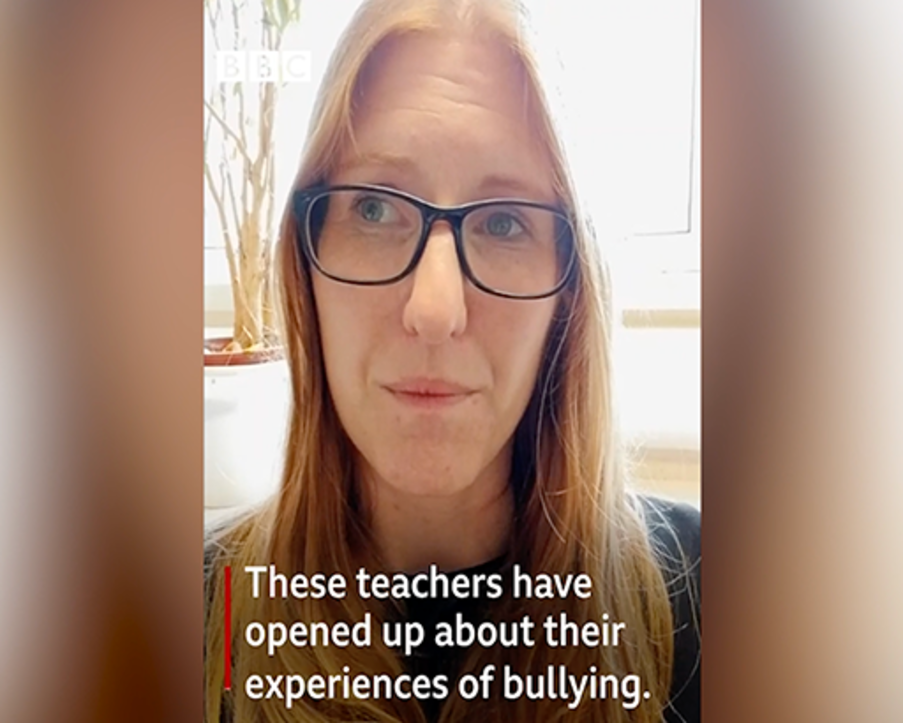 BBC
These teachers have
opened up about their
experiences of bullying.